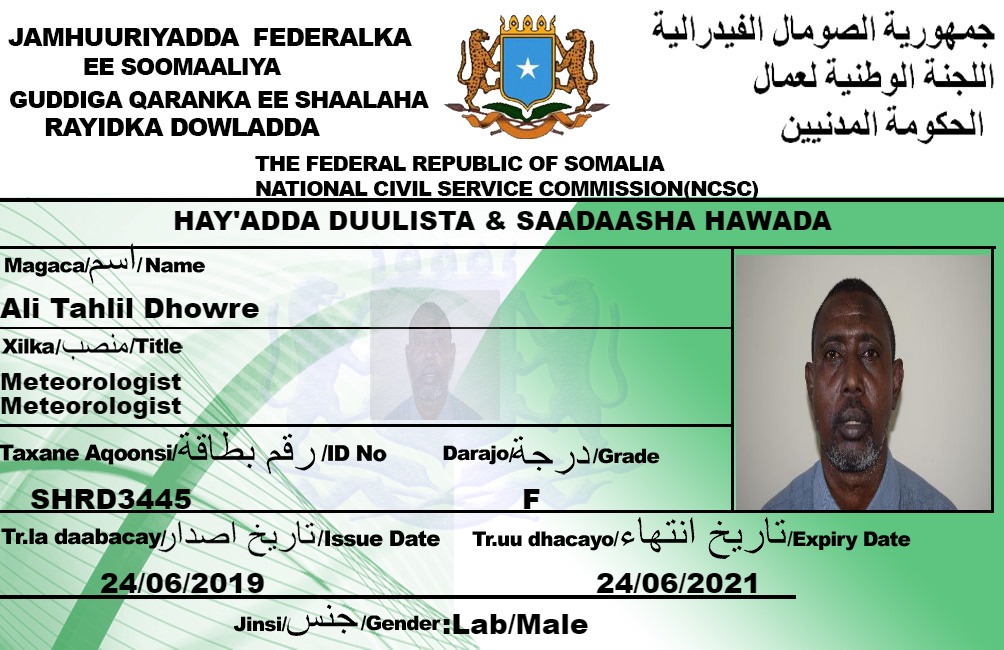 JAMHUURIYADDA FEDERALKA
EE SOOMAALIYA
GUDDIGA QARANKA EE SHAALAHA
RAYIDKA DOWLADDA
جمهورية الصومال الفيدرالية
اللجنة الوطنية لعمال
الحكومة المدنيين
THE FEDERAL REPUBLIC OF SOMALIA
NATIONAL CIVIL SERVICE COMMISSION(NCSC)
HAY'ADDA DUULISTA & SAADAASHA HAWADA
Magaca/اسم/Name
Ali Tahlil Dhowre
Xilka/منصب/Title
Meteorologist
Meteorologist
Taxane Aqoonsi/رقم بطاقة/ID No
Darajo/درجة/Grade
SHRD3445
F
Tr.la daabacay/تاريخ اصدار/Issue Date
Tr.uu dhacayo/تاريخ انتهاء/Expiry Date
24/06/2019
24/06/2021
Jinsi/جنس/Gender:Lab/Male